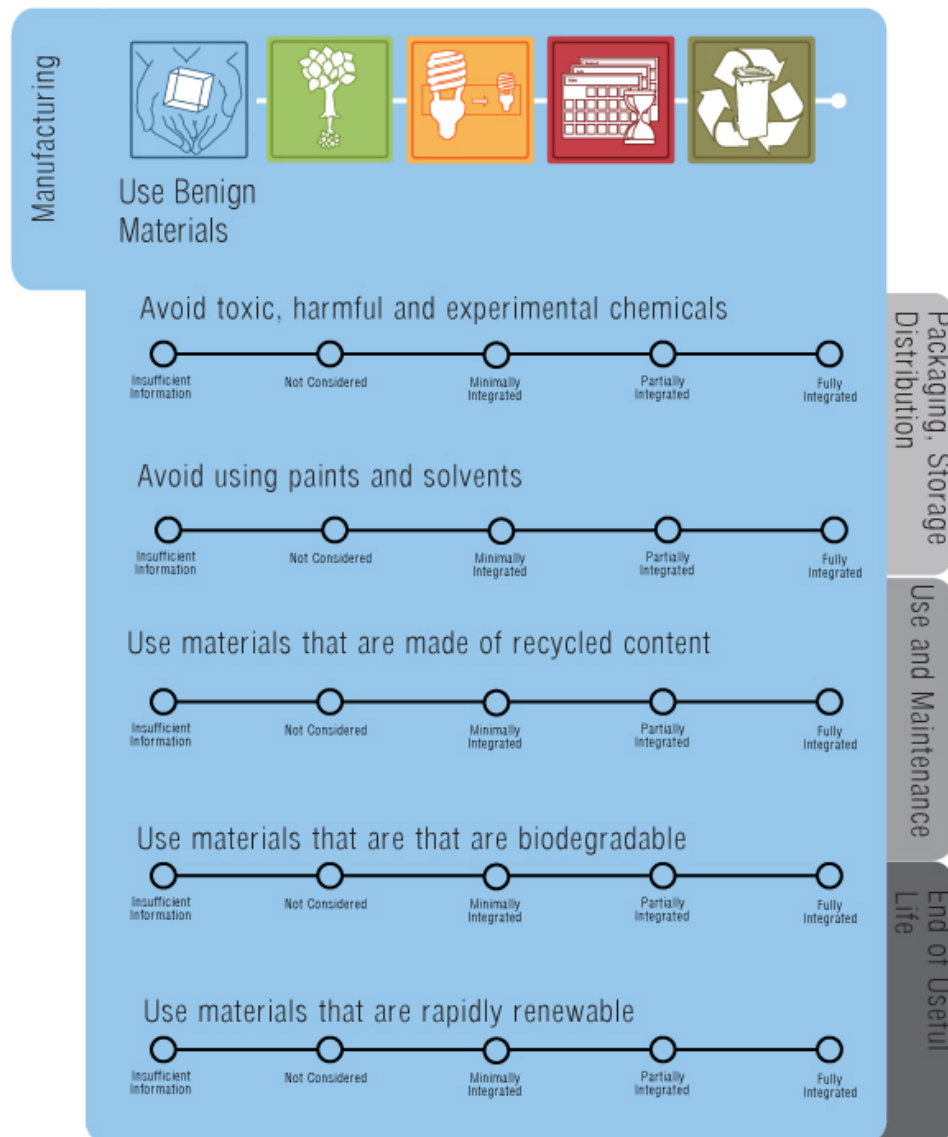 Manufacturing
Use Benign
Materials
Avoid toxic, harmful and experimental chemicals
Insufficient
Information
Not Considered
Minimally
Integrated
Partially
Integrated
Fully
Integrated
Avoid using paints and solvents
Insufficient
Information
Not Considered
Minimally
Integrated
Partially
Integrated
Fully
Integrated
Use materials that are made of recycled content
Insufficient
Information
Not Considered
Minimally
Integrated
Partially
Integrated
Fully
Integrated
Use materials that are that are biodegradable
Insufficient
Information
Not Considered
Minimally
Integrated
Partially
Integrated
Fully
Integrated
Use materials that are rapidly renewable
Insufficient
Information
Not Considered
Minimally
Integrated
Partially
Integrated
Fully
Integrated
Packaging, Storage
Distribution
Use and Maintenance
End of Useful
Life